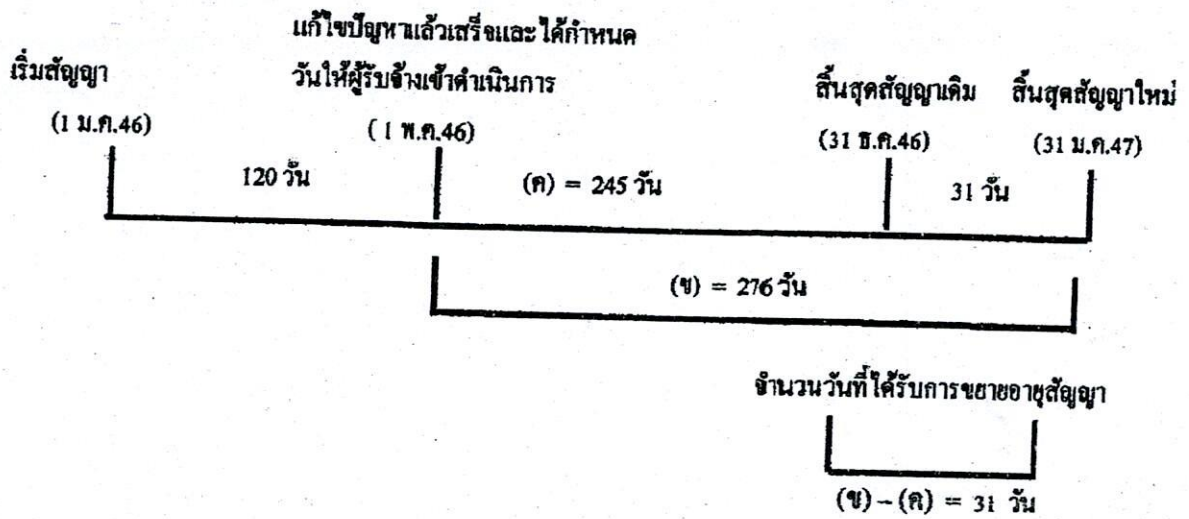 แก้ไขปัญหาแล้วเสร็จและได้กำหนด
เริ่มสัญญา
วันให้ผู้รับจ้างเข้าดำเนินการ
สิ้นสุดสัญญาเดิม สิ้นสุดสัญญาใหม่
(1 ม.ค.46)
(1 พ.ค.46)
(31 ธ.ค.46)
(31 ม.ค.47)
120 วัน
(ค) = 245 วัน
31 วัน
(ข) = 276 วัน
จำนวนวันที่ได้รับการขยายอายุสัญญา
(ข) – (ค) = 31 วัน